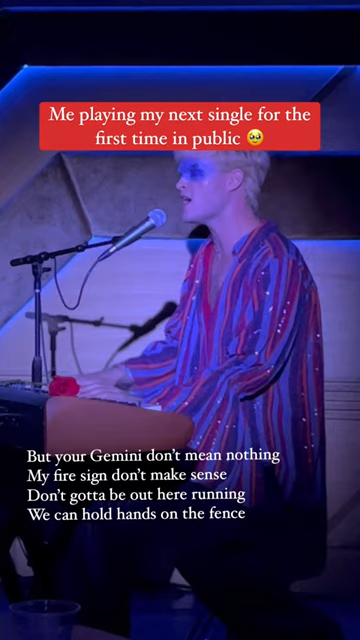 Me playing my next single for the
first time in public 🥹
But your Gemini don't mean nothing
My fire sign don't make sense
Don't gotta be out here running
We can hold hands on the fence